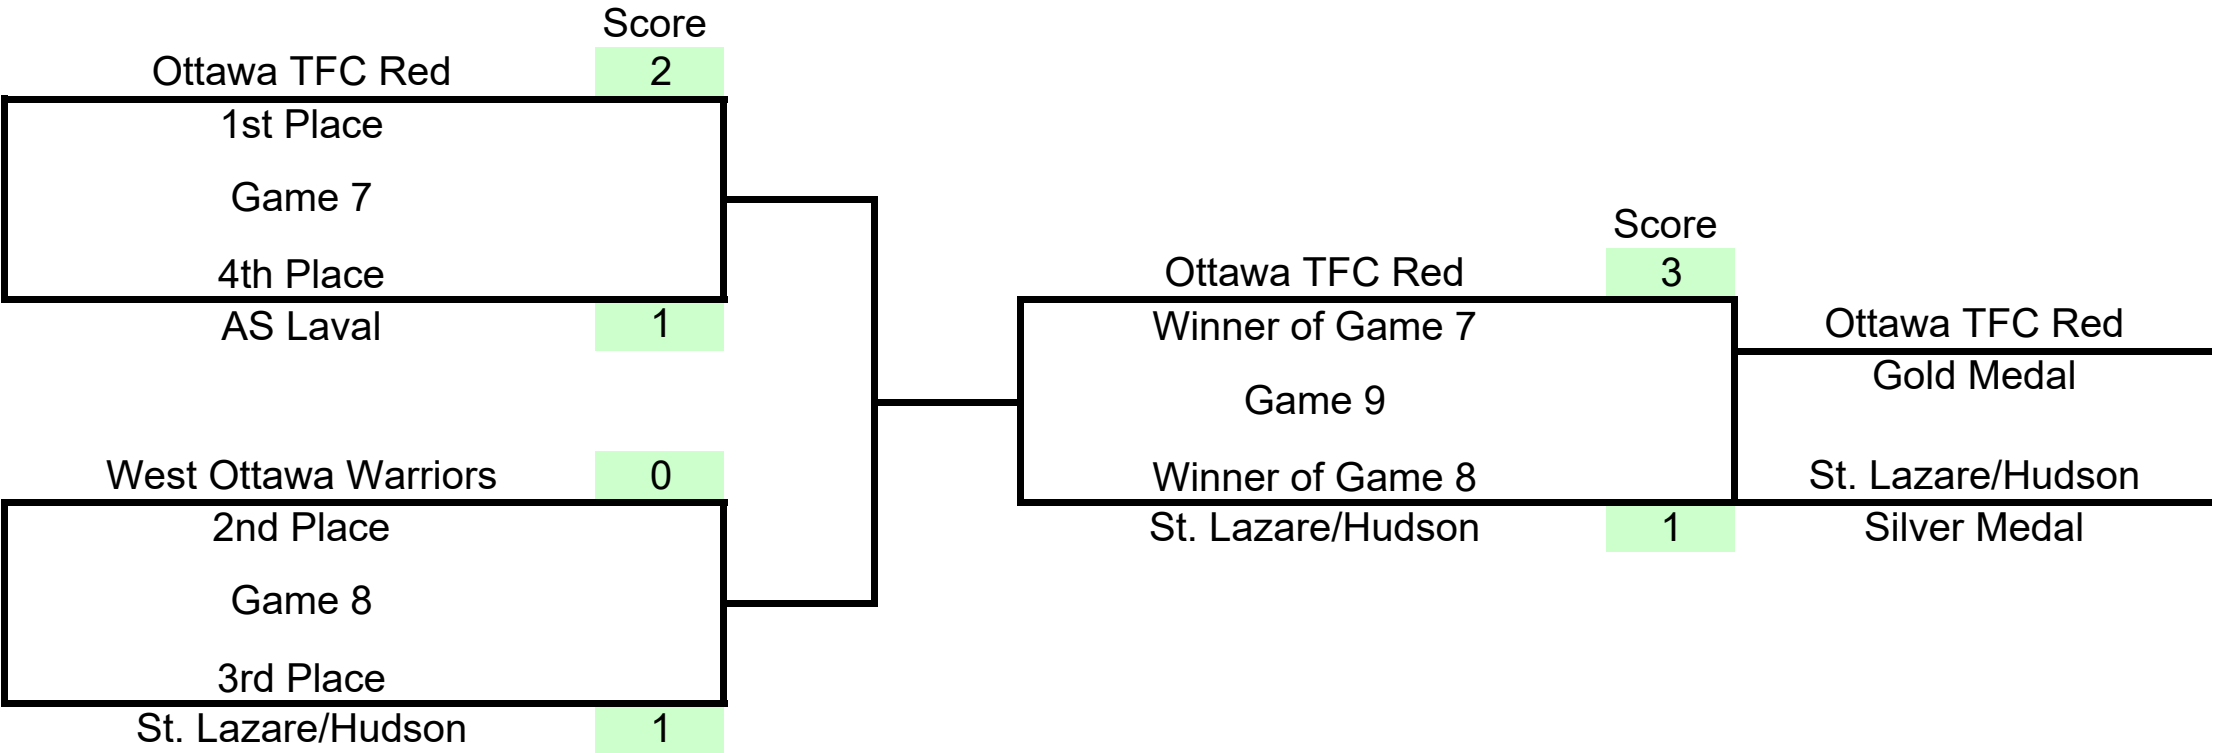 Score
Ottawa TFC Red 2
1st Place
Game 7
4th Place
AS Laval 1
West Ottawa Warriors 0
2nd Place
Game 8
3rd Place
St. Lazare/Hudson 1
Score
Ottawa TFC Red 3
Winner of Game 7
Game 9
Winner of Game 8
St. Lazare/Hudson 1
Ottawa TFC Red
Gold Medal
St. Lazare/Hudson
Silver Medal